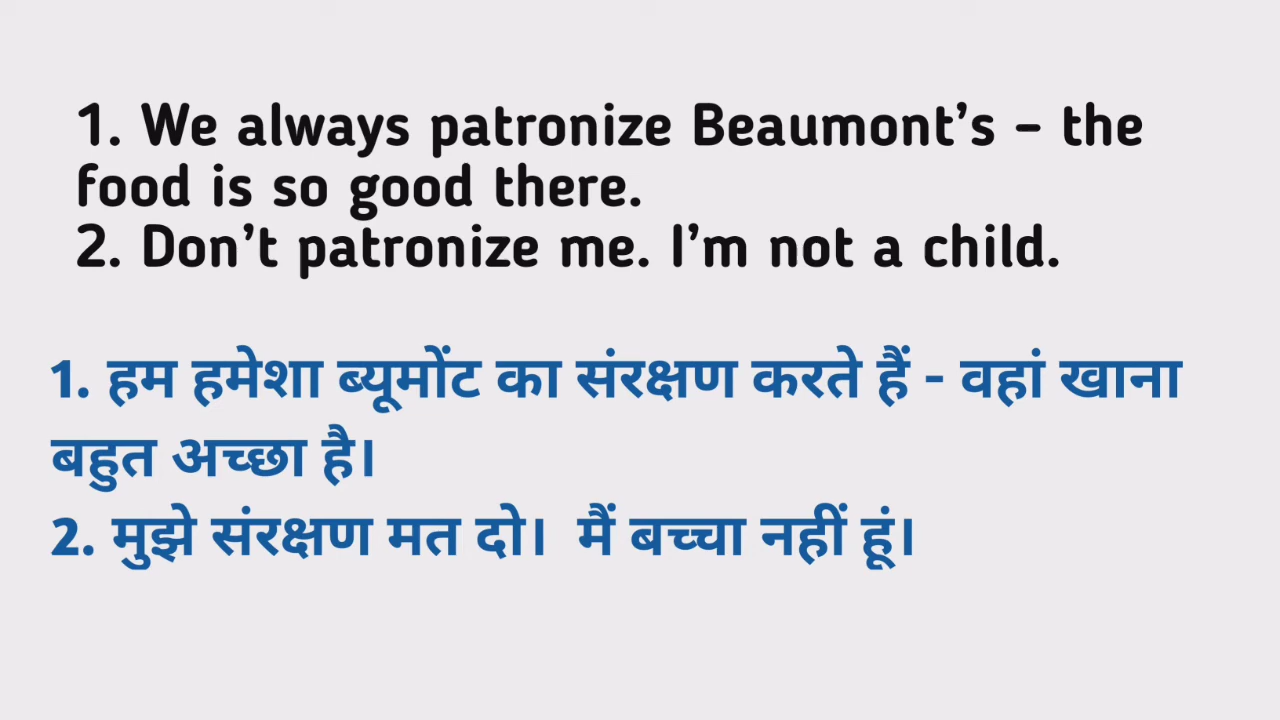 1. We always patronize Beaumont’s – the
food is so good there.
2. Don’t patronize me. I’m not a child.
1. हम हमेशा ब्यूमोंट का संरक्षण करते हैं - वहां खाना
बहुत अच्छा है।
2. मुझे संरक्षण मत दो। मैं बच्चा नहीं हूं।